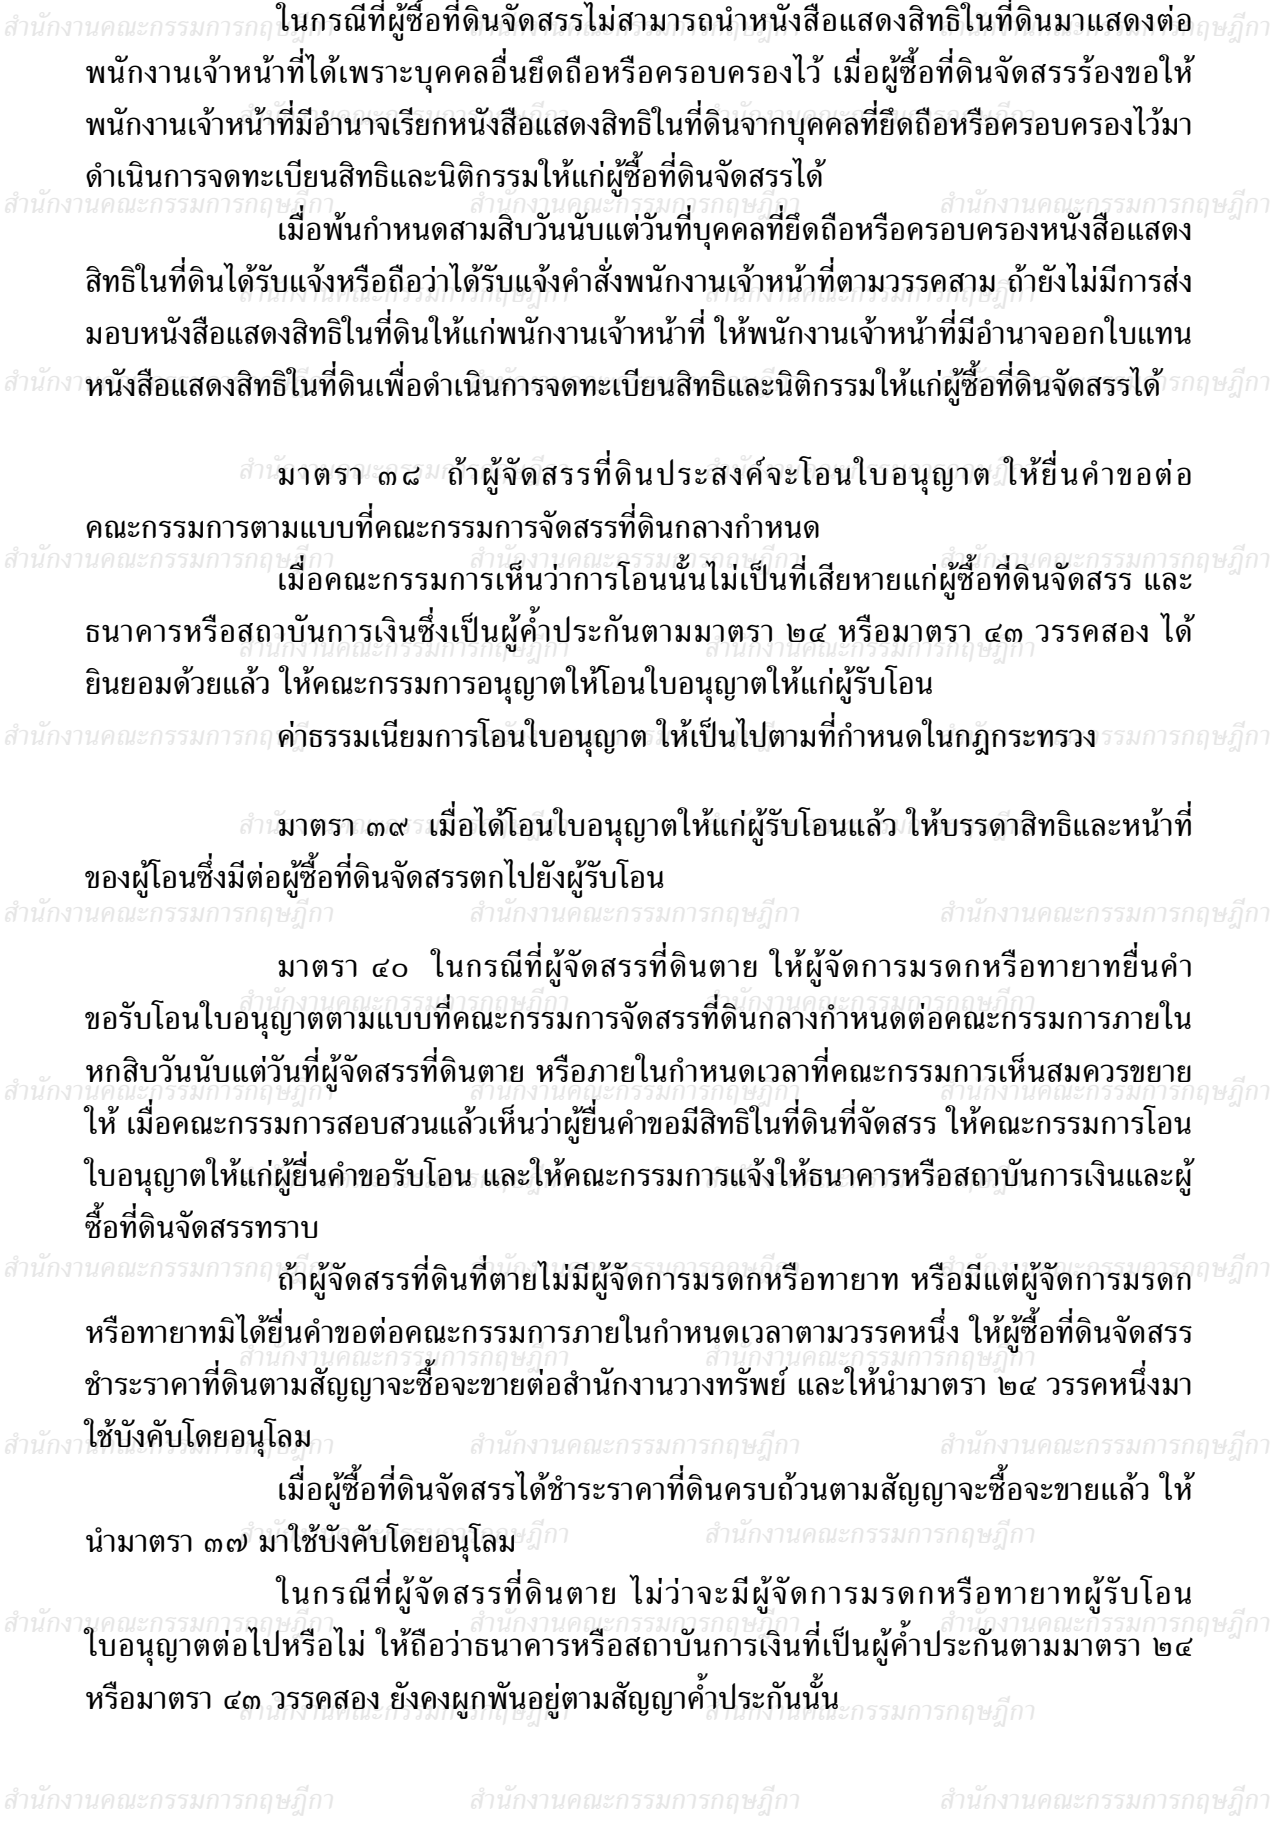 ในกรณีที่ผู้ซื้อที่ดินจัดสรรไม่สามารถนำหนังสือแสดงสิทธิในที่ดินมาแสดงต่อ
พนักงานเจ้าหน้าที่ได้เพราะบุคคลอื่นยึดถือหรือครอบครองไว้ เมื่อผู้ซื้อที่ดินจัดสรรร้องขอให้
พนักงานเจ้าหน้าที่มีอำนาจเรียกหนังสือแสดงสิทธิในที่ดินจากบุคคลที่ยึดถือหรือครอบครองไว้มา
ดำเนินการจดทะเบียนสิทธิและนิติกรรมให้แก่ผู้ซื้อที่ดินจัดสรรได้
เมื่อพ้นกำหนดสามสิบวันนับแต่วันที่บุคคลที่ยึดถือหรือครอบครองหนังสือแสดง
สิทธิในที่ดินได้รับแจ้งหรือถือว่าได้รับแจ้งคำสั่งพนักงานเจ้าหน้าที่ตามวรรคสาม ถ้ายังไม่มีการส่ง
มอบหนังสือแสดงสิทธิในที่ดินให้แก่พนักงานเจ้าหน้าที่ ให้พนักงานเจ้าหน้าที่มีอำนาจออกใบแทน
หนังสือแสดงสิทธิในที่ดินเพื่อดำเนินการจดทะเบียนสิทธิและนิติกรรมให้แก่ผู้ซื้อที่ดินจัดสรรได้
มาตรา ๓๘ ถ้าผู้จัดสรรที่ดินประสงค์จะโอนใบอนุญาต ให้ยื่นคำขอต่อ
คณะกรรมการตามแบบที่คณะกรรมการจัดสรรที่ดินกลางกำหนด
เมื่อคณะกรรมการเห็นว่าการโอนนั้นไม่เป็นที่เสียหายแก่ผู้ซื้อที่ดินจัดสรร และ
ธนาคารหรือสถาบันการเงินซึ่งเป็นผู้ค้ำประกันตามมาตรา ๒๔ หรือมาตรา ๔๓ วรรคสอง ได้
ยินยอมด้วยแล้ว ให้คณะกรรมการอนุญาตให้โอนใบอนุญาตให้แก่ผู้รับโอน
ค่าธรรมเนียมการโอนใบอนุญาต ให้เป็นไปตามที่กำหนดในกฎกระทรวง
มาตรา ๓๙ เมื่อได้โอนใบอนุญาตให้แก่ผู้รับโอนแล้ว ให้บรรดาสิทธิและหน้าที่
ของผู้โอนซึ่งมีต่อผู้ซื้อที่ดินจัดสรรตกไปยังผู้รับโอน
มาตรา ๔๐ ในกรณีที่ผู้จัดสรรที่ดินตาย ให้ผู้จัดการมรดกหรือทายาทยื่นคำ
ขอรับโอนใบอนุญาตตามแบบที่คณะกรรมการจัดสรรที่ดินกลางกำหนดต่อคณะกรรมการภายใน
หกสิบวันนับแต่วันที่ผู้จัดสรรที่ดินตาย หรือภายในกำหนดเวลาที่คณะกรรมการเห็นสมควรขยาย
ให้ เมื่อคณะกรรมการสอบสวนแล้วเห็นว่าผู้ยื่นคำขอมีสิทธิในที่ดินที่จัดสรร ให้คณะกรรมการโอน
ใบอนุญาตให้แก่ผู้ยื่นคำขอรับโอน และให้คณะกรรมการแจ้งให้ธนาคารหรือสถาบันการเงินและผู้
ซื้อที่ดินจัดสรรทราบ
ถ้าผู้จัดสรรที่ดินที่ตายไม่มีผู้จัดการมรดกหรือทายาท หรือมีแต่ผู้จัดการมรดก
หรือทายาทมิได้ยื่นคำขอต่อคณะกรรมการภายในกำหนดเวลาตามวรรคหนึ่ง ให้ผู้ซื้อที่ดินจัดสรร
ชำระราคาที่ดินตามสัญญาจะซื้อจะขายต่อสำนักงานวางทรัพย์ และให้นำมาตรา ๒๔ วรรคหนึ่งมา
ใช้บังคับโดยอนุโลม
เมื่อผู้ซื้อที่ดินจัดสรรได้ชำระราคาที่ดินครบถ้วนตามสัญญาจะซื้อจะขายแล้ว ให้
นำมาตรา ๓๗ มาใช้บังคับโดยอนุโลม
ในกรณีที่ผู้จัดสรรที่ดินตาย ไม่ว่าจะมีผู้จัดการมรดกหรือทายาทผู้รับโอน
ใบอนุญาตต่อไปหรือไม่ ให้ถือว่าธนาคารหรือสถาบันการเงินที่เป็นผู้ค้ำประกันตามมาตรา ๒๔
หรือมาตรา ๔๓ วรรคสอง ยังคงผูกพันอยู่ตามสัญญาค้ำประกันนั้น
สำนักงานคณะกรรมการกฤษฎีกา สำนักงานคณะกรรมการกฤษฎีกา สำนักงานคณะกรรมการกฤษฎีกา